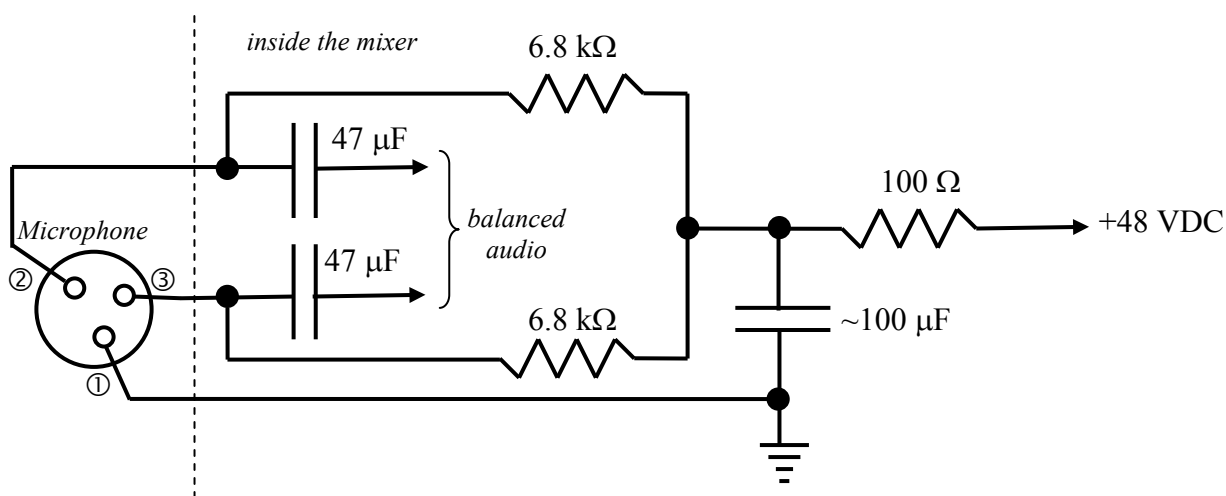 inside the mixer
6.8 kΩ
47 μF
100 Ω
+48 VDC
Microphone
balanced
audio
②
③
47 μF
6.8 kΩ
~100 μF
①